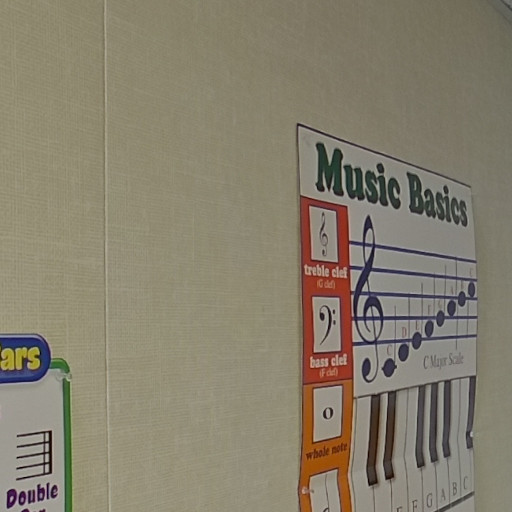 Music Basics
treble clef
(G clef)
bass clef
(F clef)
C D
C Major Scale
whole note
F G A B C
ars
Double